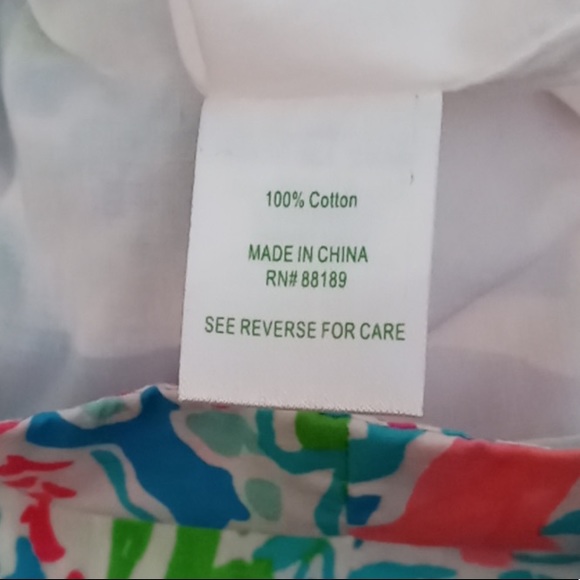 100% Cotton
MADE IN CHINA
RN# 88189
SEE REVERSE FOR CARE